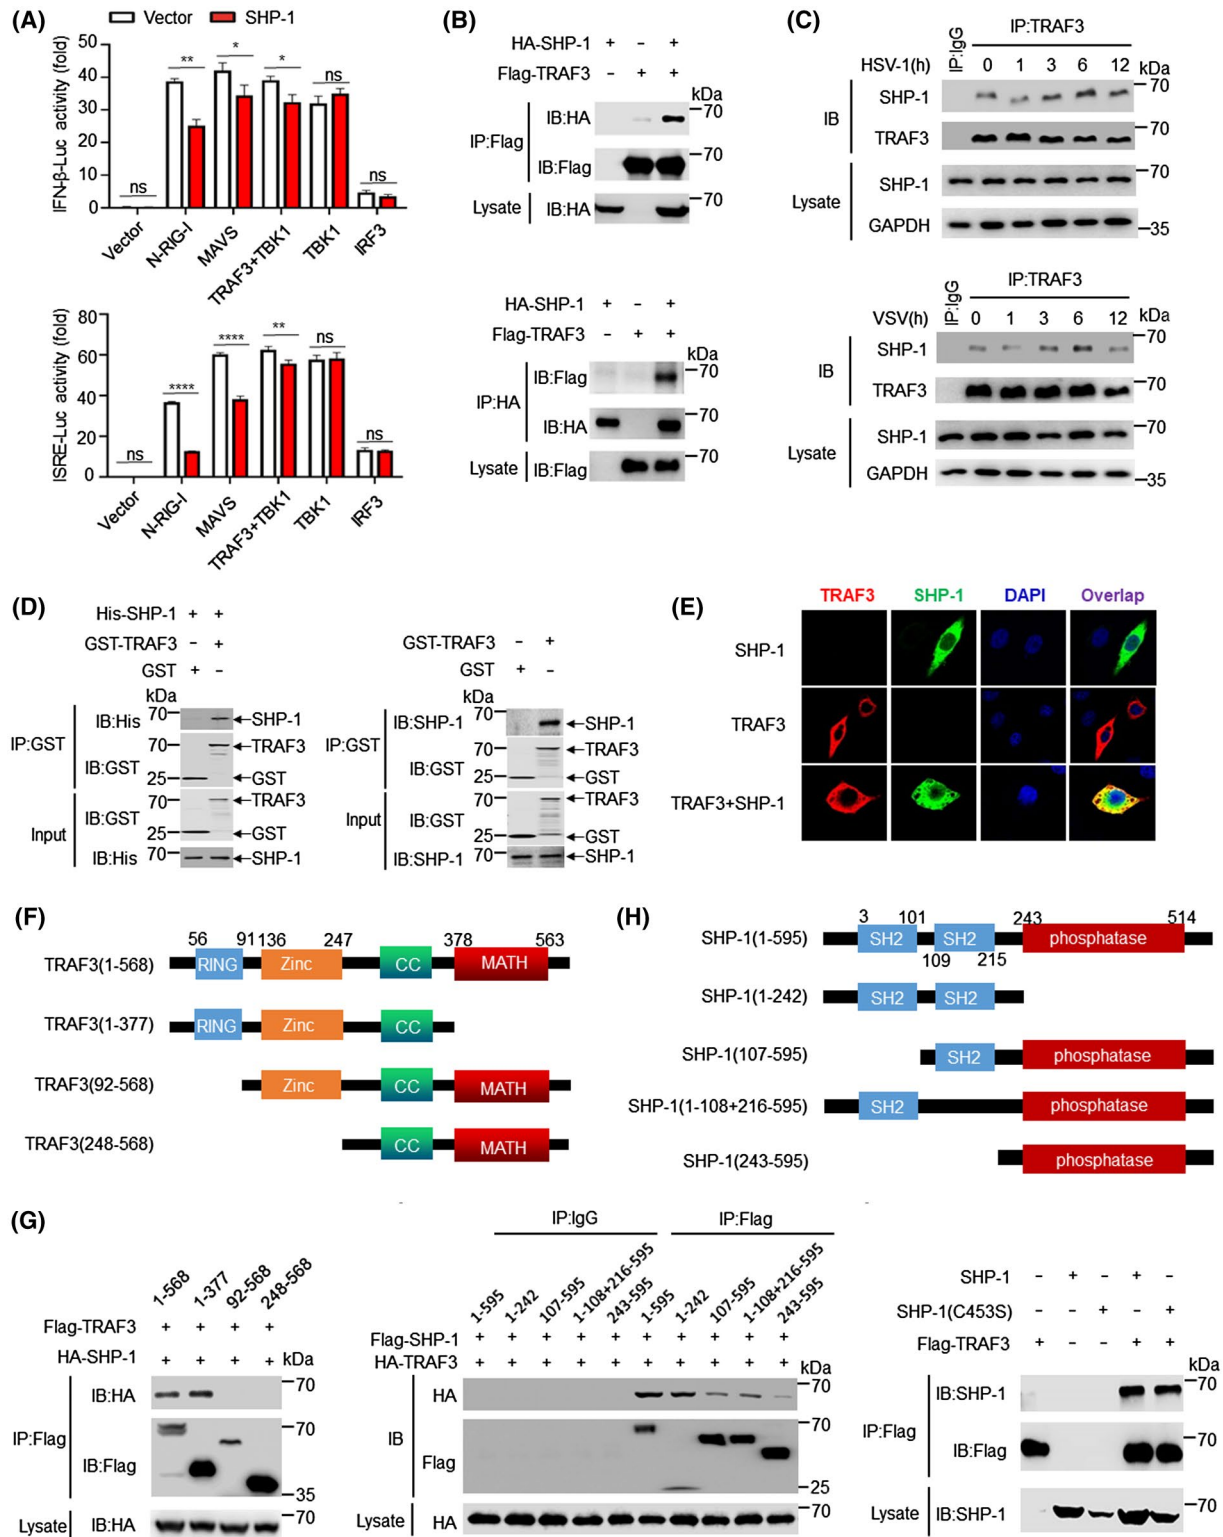 (A)
Vector SHP-1
IFN-β-Luc activity (fold)
50
40
30
20
10
0
ns ** * * ns ns
Vector N-RIG-I MAVS TRAF3+TBK1 TBK1 IRF3
ISRE-Luc activity (fold)
80
60
40
20
0
ns **** **** ** ns ns
Vector N-RIG-I MAVS TRAF3+TBK1 TBK1 IRF3
(B)
HA-SHP-1 + − +
Flag-TRAF3 − + +
kDa
IP:Flag
IB:HA 70
IB:Flag 70
Lysate IB:HA 70
HA-SHP-1 + − +
Flag-TRAF3 − + +
kDa
IP:HA
IB:Flag 70
IB:HA 70
Lysate IB:Flag 70
(C)
IP:IgG IP:TRAF3
HSV-1(h) 0 1 3 6 12 kDa
IB
SHP-1 70
TRAF3 70
Lysate
SHP-1 70
GAPDH 35
IP:IgG IP:TRAF3
VSV(h) 0 1 3 6 12 kDa
IB
SHP-1 70
TRAF3 70
Lysate
SHP-1 70
GAPDH 35
(D)
His-SHP-1 + +
GST-TRAF3 − +
GST + −
kDa
IP:GST
IB:His 70 SHP-1
IB:GST 70 TRAF3
25 GST
Input
IB:GST 70 TRAF3
25 GST
IB:His 70 SHP-1
GST-TRAF3 − +
GST + −
kDa
IP:GST
IB:SHP-1 70 SHP-1
IB:GST 70 TRAF3
25 GST
Input
IB:GST 70 TRAF3
25 GST
IB:SHP-1 70 SHP-1
(E)
TRAF3 SHP-1 DAPI Overlap
SHP-1
TRAF3
TRAF3+SHP-1
(F)
56 91 136 247 378 563
TRAF3(1-568) RING Zinc CC MATH
TRAF3(1-377) RING Zinc CC
TRAF3(92-568) Zinc CC MATH
TRAF3(248-568) CC MATH
(H)
3 101 243 514
SHP-1(1-595) SH2 SH2 phosphatase
109 215
SHP-1(1-242) SH2 SH2
SHP-1(107-595) SH2 phosphatase
SHP-1(1-108+216-595) SH2 phosphatase
SHP-1(243-595) phosphatase
(G)
1-568 1-377 92-568 248-568
Flag-TRAF3 + + + +
HA-SHP-1 + + + + kDa
IP:Flag
IB:HA 70
IB:Flag 70
35
Lysate IB:HA 70
IP:IgG IP:Flag
1-595 1-242 107-595 1-108+216-595 243-595 1-595 1-242 107-595 1-108+216-595 243-595
Flag-SHP-1 + + + + + + + + + +
HA-TRAF3 + + + + + + + + + +
kDa
IB
HA 70
Flag 70
25
Lysate HA 70
SHP-1 − + − + −
SHP-1(C453S) − − + − +
Flag-TRAF3 + − − + +
kDa
IP:Flag
IB:SHP-1 70
IB:Flag 70
Lysate IB:SHP-1 70